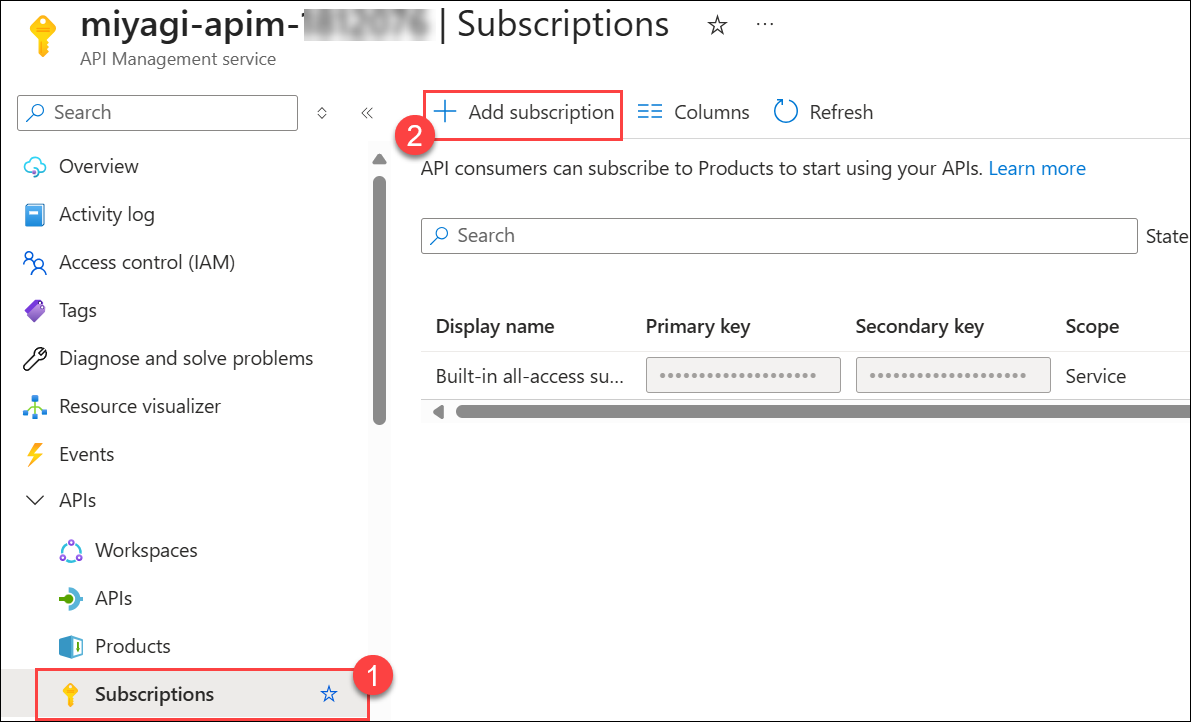 miyagi-apim- | Subscriptions
API Management service
Search
Add subscription
Columns
Refresh
2
API consumers can subscribe to Products to start using your APIs. Learn more
Overview
Activity log
Access control (IAM)
Tags
Diagnose and solve problems
Resource visualizer
Events
APIs
Workspaces
APIs
Products
Subscriptions
1
Search
State
Display name Primary key Secondary key Scope
Built-in all-access su... •••••••••••••••••••• •••••••••••••••••••• Service